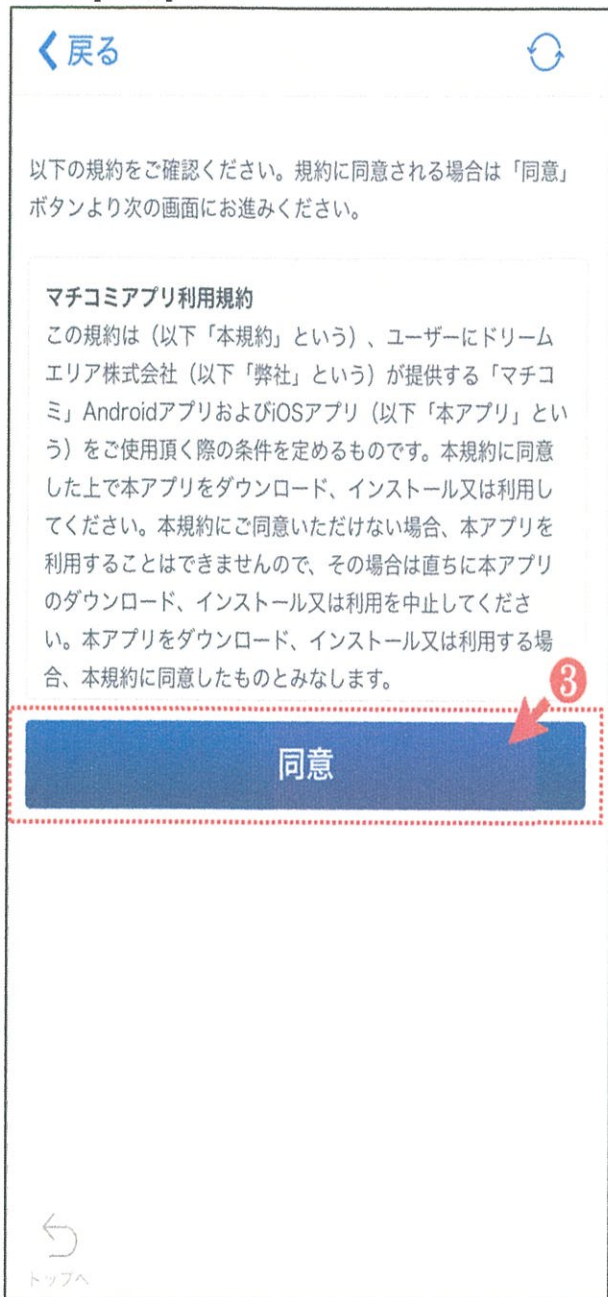 戻る
以下の規約をご確認ください。規約に同意される場合は「同意」
ボタンより次の画面にお進みください。
マチコミアプリ利用規約
この規約は（以下「本規約」という）、ユーザーにドリーム
エリア株式会社（以下「弊社」という）が提供する「マチコ
ミ」AndroidアプリおよびiOSアプリ（以下「本アプリ」とい
う）をご使用頂く際の条件を定めるものです。本規約に同意
した上で本アプリをダウンロード、インストール又は利用し
てください。本規約にご同意いただけない場合、本アプリを
利用することはできませんので、その場合は直ちに本アプリ
のダウンロード、インストール又は利用を中止してくださ
い。本アプリをダウンロード、インストール又は利用する場
合、本規約に同意したものとみなします。
3
同意
トップへ